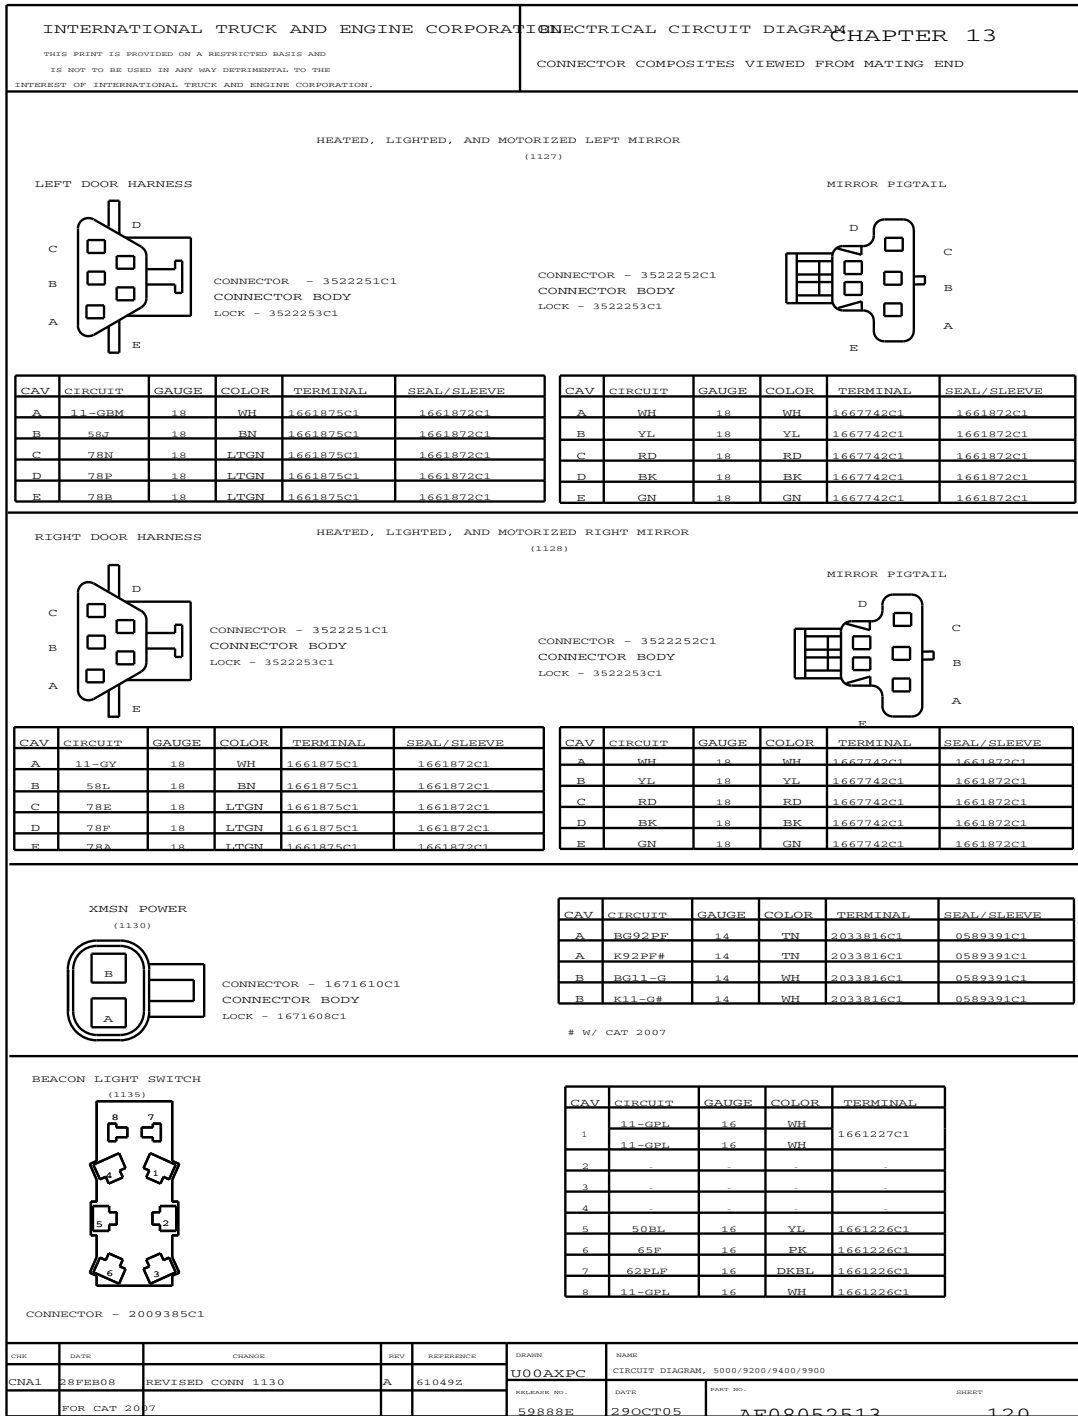 INTERNATIONAL TRUCK AND ENGINE CORPORATION
THIS PRINT IS PROVIDED ON A RESTRICTED BASIS AND
IS NOT TO BE USED IN ANY WAY DETRIMENTAL TO THE
INTEREST OF INTERNATIONAL TRUCK AND ENGINE CORPORATION.
ELECTRICAL CIRCUIT DIAGRAM
CHAPTER 13
CONNECTOR COMPOSITES VIEWED FROM MATING END
HEATED, LIGHTED, AND MOTORIZED LEFT MIRROR
(1127)
LEFT DOOR HARNESS
D
C
B
A
E
CONNECTOR - 3522251C1
CONNECTOR BODY
LOCK - 3522253C1
MIRROR PIGTAIL
CONNECTOR - 3522252C1
CONNECTOR BODY
LOCK - 3522253C1
D
C
B
A
E
CAV CIRCUIT GAUGE COLOR TERMINAL SEAL/SLEEVE
A 11-GBM 18 WH 1661875C1 1661872C1
B 58J 18 BN 1661875C1 1661872C1
C 78N 18 LTGN 1661875C1 1661872C1
D 78P 18 LTGN 1661875C1 1661872C1
E 78B 18 LTGN 1661875C1 1661872C1
CAV CIRCUIT GAUGE COLOR TERMINAL SEAL/SLEEVE
A WH 18 WH 1667742C1 1661872C1
B YL 18 YL 1667742C1 1661872C1
C RD 18 RD 1667742C1 1661872C1
D BK 18 BK 1667742C1 1661872C1
E GN 18 GN 1667742C1 1661872C1
HEATED, LIGHTED, AND MOTORIZED RIGHT MIRROR
(1128)
RIGHT DOOR HARNESS
D
C
B
A
E
CONNECTOR - 3522251C1
CONNECTOR BODY
LOCK - 3522253C1
MIRROR PIGTAIL
CONNECTOR - 3522252C1
CONNECTOR BODY
LOCK - 3522253C1
D
C
B
A
E
CAV CIRCUIT GAUGE COLOR TERMINAL SEAL/SLEEVE
A 11-GY 18 WH 1661875C1 1661872C1
B 58L 18 BN 1661875C1 1661872C1
C 78E 18 LTGN 1661875C1 1661872C1
D 78F 18 LTGN 1661875C1 1661872C1
E 78A 18 LTGN 1661875C1 1661872C1
CAV CIRCUIT GAUGE COLOR TERMINAL SEAL/SLEEVE
A WH 18 WH 1667742C1 1661872C1
B YL 18 YL 1667742C1 1661872C1
C RD 18 RD 1667742C1 1661872C1
D BK 18 BK 1667742C1 1661872C1
E GN 18 GN 1667742C1 1661872C1
XMSN POWER
(1130)
B
A
CONNECTOR - 1671610C1
CONNECTOR BODY
LOCK - 1671608C1
CAV CIRCUIT GAUGE COLOR TERMINAL SEAL/SLEEVE
A BG92PF 14 TN 2033816C1 0589391C1
A K92PF# 14 TN 2033816C1 0589391C1
B BG11-G 14 WH 2033816C1 0589391C1
B K11-G# 14 WH 2033816C1 0589391C1
# W/ CAT 2007
BEACON LIGHT SWITCH
(1135)
8 7
4 1
5 2
6 3
CONNECTOR - 2009385C1
CAV CIRCUIT GAUGE COLOR TERMINAL
1 11-GPL 16 WH 1661227C1
11-GPL 16 WH
2 - - - -
3 - - - -
4 - - - -
5 50BL 16 YL 1661226C1
6 65F 16 PK 1661226C1
7 62PLF 16 DKBL 1661226C1
8 11-GPL 16 WH 1661226C1
CHK DATE CHANGE REV REFERENCE
CNA1 28FEB08 REVISED CONN 1130 A 61049Z
FOR CAT 2007
DRAWN
U00AXPC
NAME
CIRCUIT DIAGRAM, 5000/9200/9400/9900
RELEASE NO.
59888E
DATE
29OCT05
PART NO.
AF08052513
SHEET
120